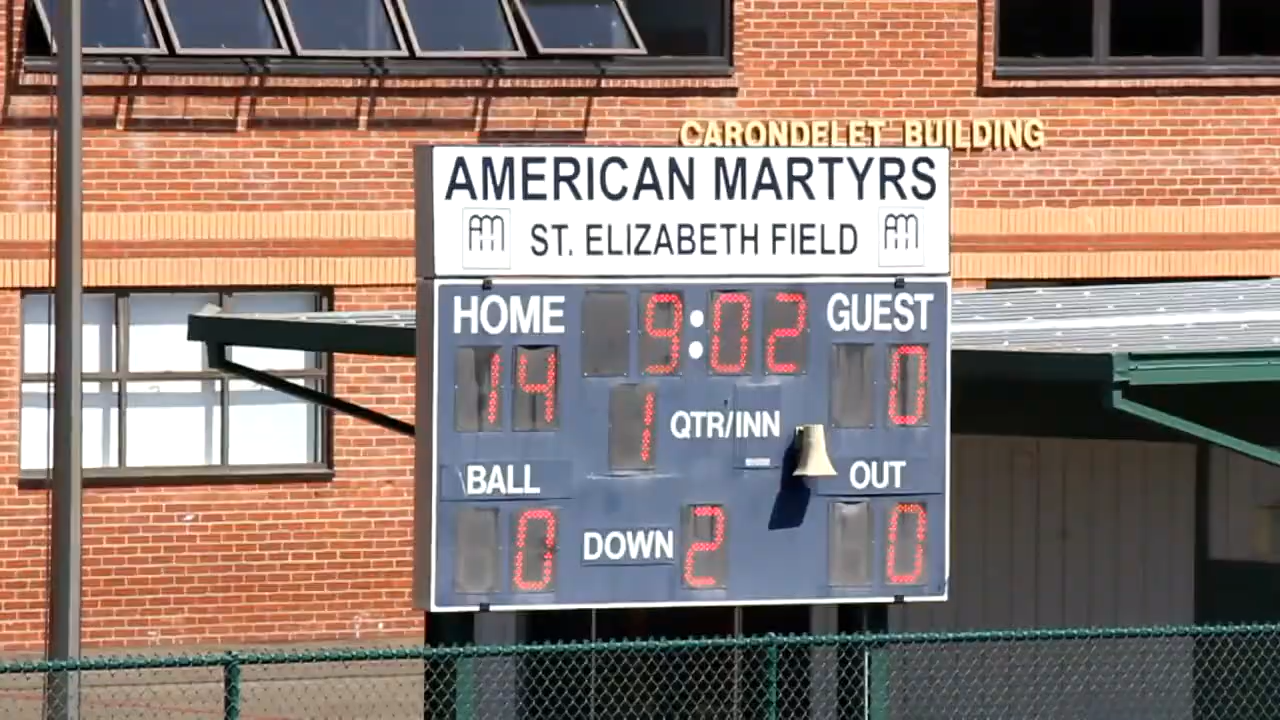 CARONDELET BUILDING
AMERICAN MARTYRS
AM ST. ELIZABETH FIELD AM
HOME 9:02 GUEST
14 0
1 QTR/INN
BALL OUT
0 DOWN 2 0